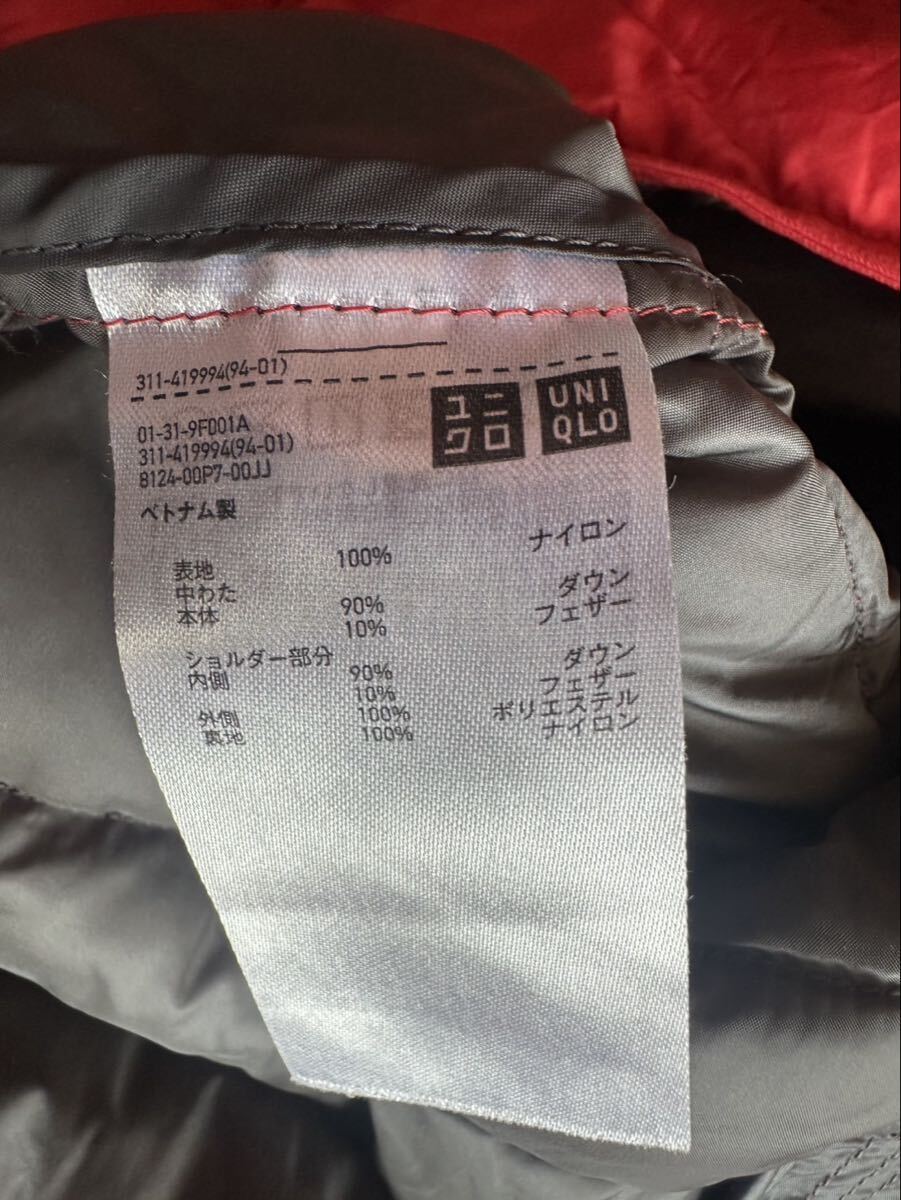 311-419994(94-01)
ユニ
クロ
UNI
QLO
01-31-9F001A
311-419994(94-01)
8124-00P7-00JJ
ベトナム製
表地 100% ナイロン
中わた
本体 90% ダウン
10% フェザー
ショルダー部分
内側 90% ダウン
10% フェザー
外側 100% ポリエステル
裏地 100% ナイロン